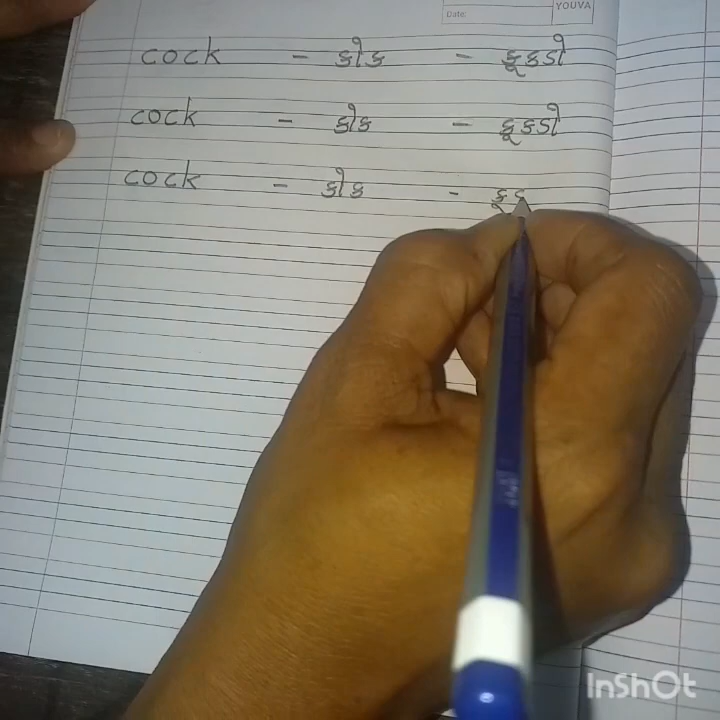 Date:
YOUVA
cock - કોક - કૂકડો
cock - કોક - કૂકડો
cock - કોક - કૂક
InShOt